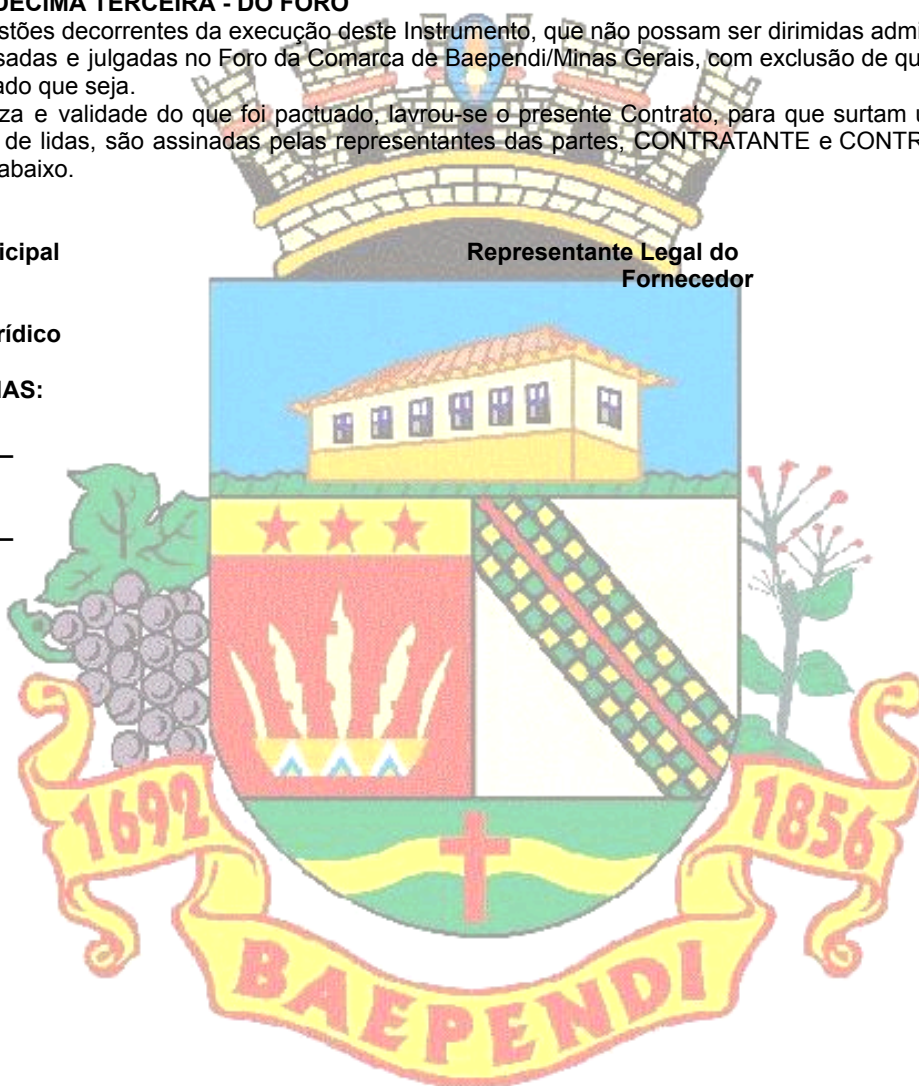 DÉCIMA TERCEIRA - DO FORO
stões decorrentes da execução deste Instrumento, que não possam ser dirimidas admi
sadas e julgadas no Foro da Comarca de Baependi/Minas Gerais, com exclusão de qu
ado que seja.
za e validade do que foi pactuado, lavrou-se o presente Contrato, para que surtam u
de lidas, são assinadas pelas representantes das partes, CONTRATANTE e CONTR
abaixo.
icipal Representante Legal do
Fornecedor
rídico
HAS:
1692 1856
BAEPENDI